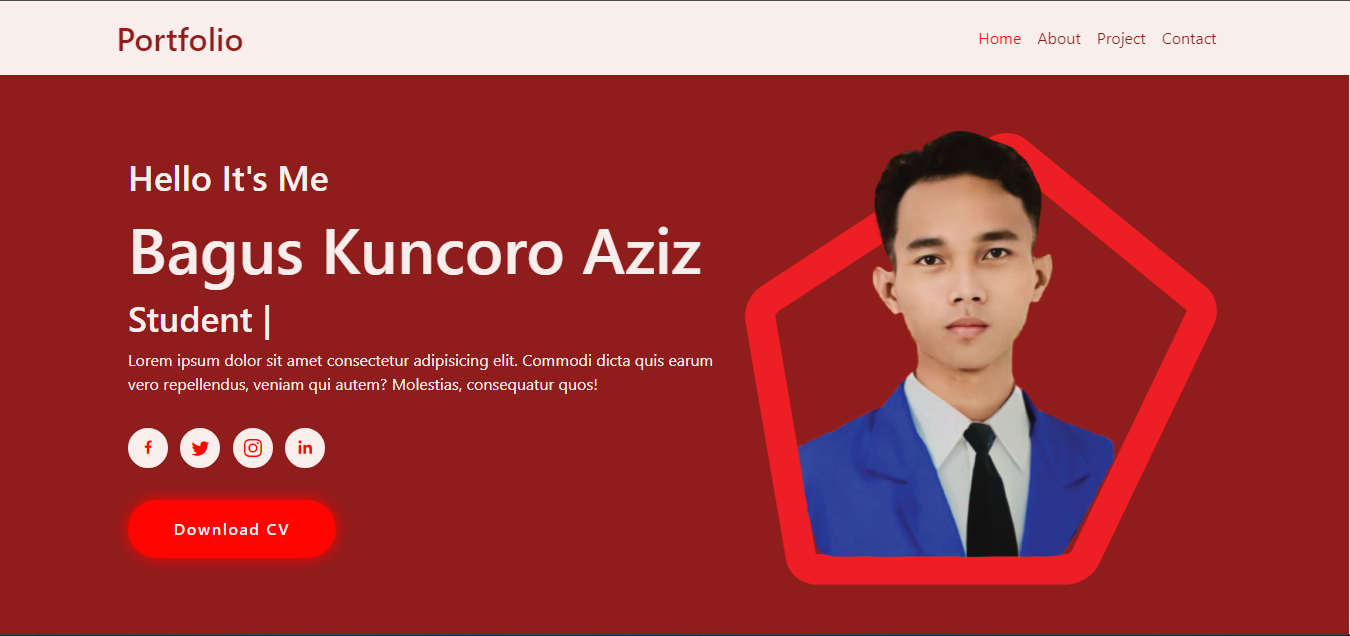 Portfolio
Home About Project Contact
Hello It's Me
Bagus Kuncoro Aziz
Student |
Lorem ipsum dolor sit amet consectetur adipisicing elit. Commodi dicta quis earum
vero repellendus, veniam qui autem? Molestias, consequatur quos!
Download CV